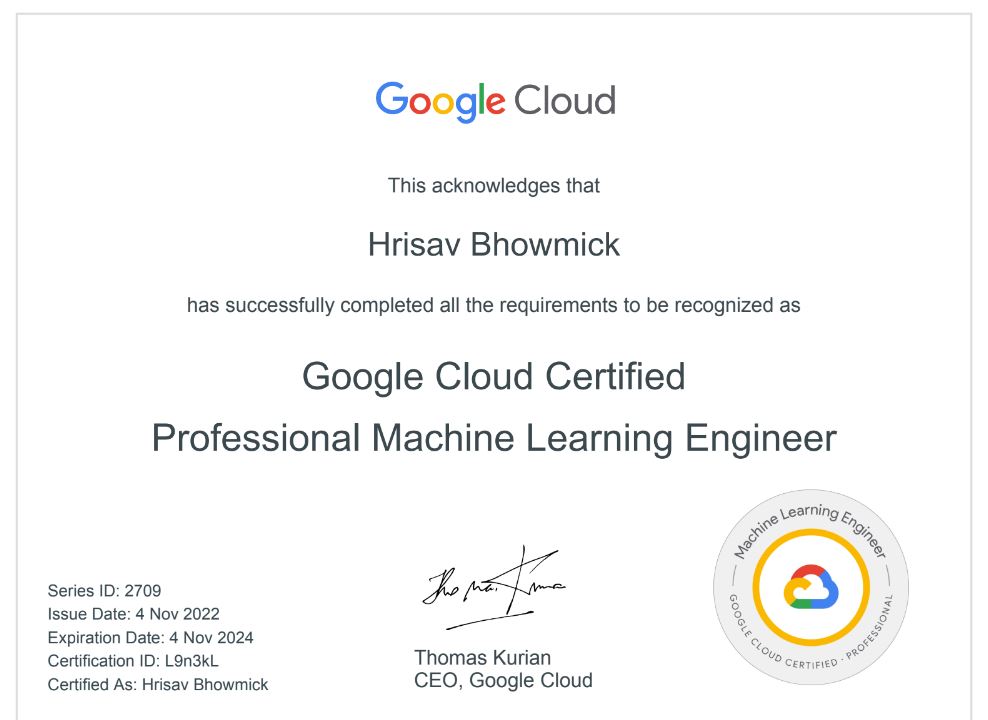 Google Cloud
This acknowledges that
Hrisav Bhowmick
has successfully completed all the requirements to be recognized as
Google Cloud Certified
Professional Machine Learning Engineer
Machine Learning Engineer
GOOGLE CLOUD CERTIFIED · PROFESSIONAL
Series ID: 2709
Issue Date: 4 Nov 2022
Expiration Date: 4 Nov 2024
Certification ID: L9n3kL
Certified As: Hrisav Bhowmick
Thomas Kurian
Thomas Kurian
CEO, Google Cloud